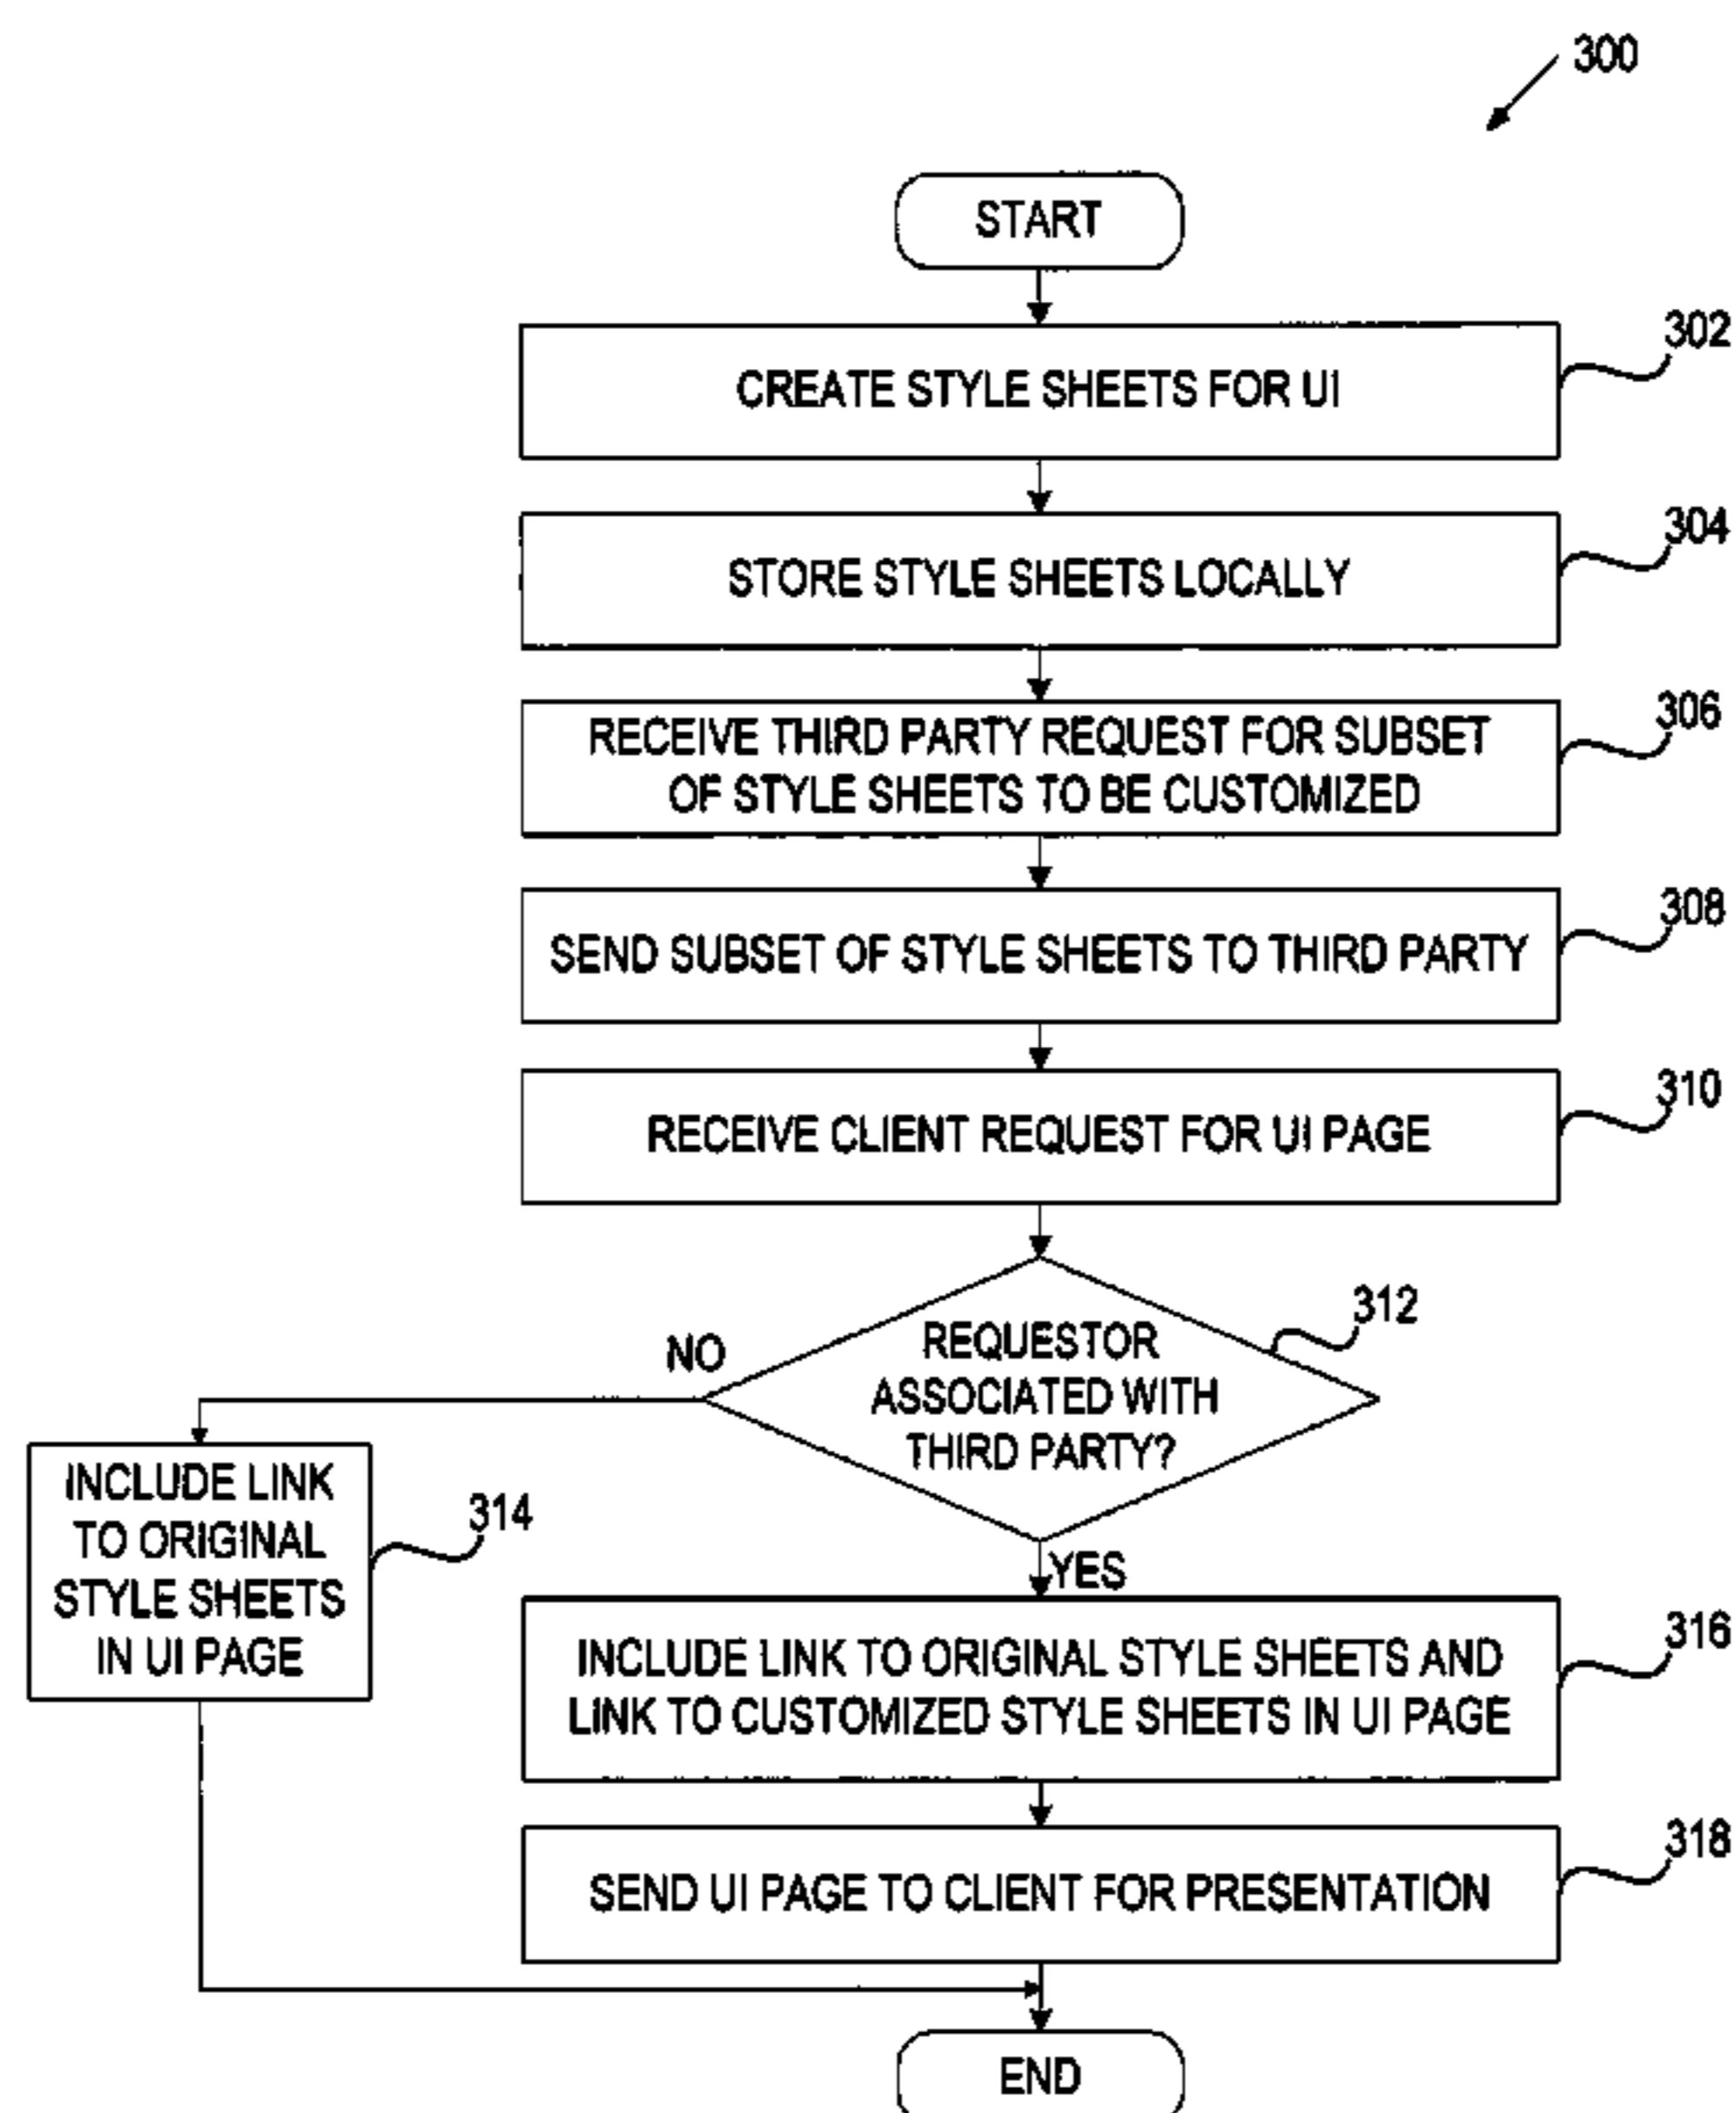 300
START
302
CREATE STYLE SHEETS FOR UI
304
STORE STYLE SHEETS LOCALLY
306
RECEIVE THIRD PARTY REQUEST FOR SUBSET
OF STYLE SHEETS TO BE CUSTOMIZED
308
SEND SUBSET OF STYLE SHEETS TO THIRD PARTY
310
RECEIVE CLIENT REQUEST FOR UI PAGE
312
REQUESTOR
ASSOCIATED WITH
THIRD PARTY?
NO
314
INCLUDE LINK
TO ORIGINAL
STYLE SHEETS
IN UI PAGE
YES
316
INCLUDE LINK TO ORIGINAL STYLE SHEETS AND
LINK TO CUSTOMIZED STYLE SHEETS IN UI PAGE
318
SEND UI PAGE TO CLIENT FOR PRESENTATION
END